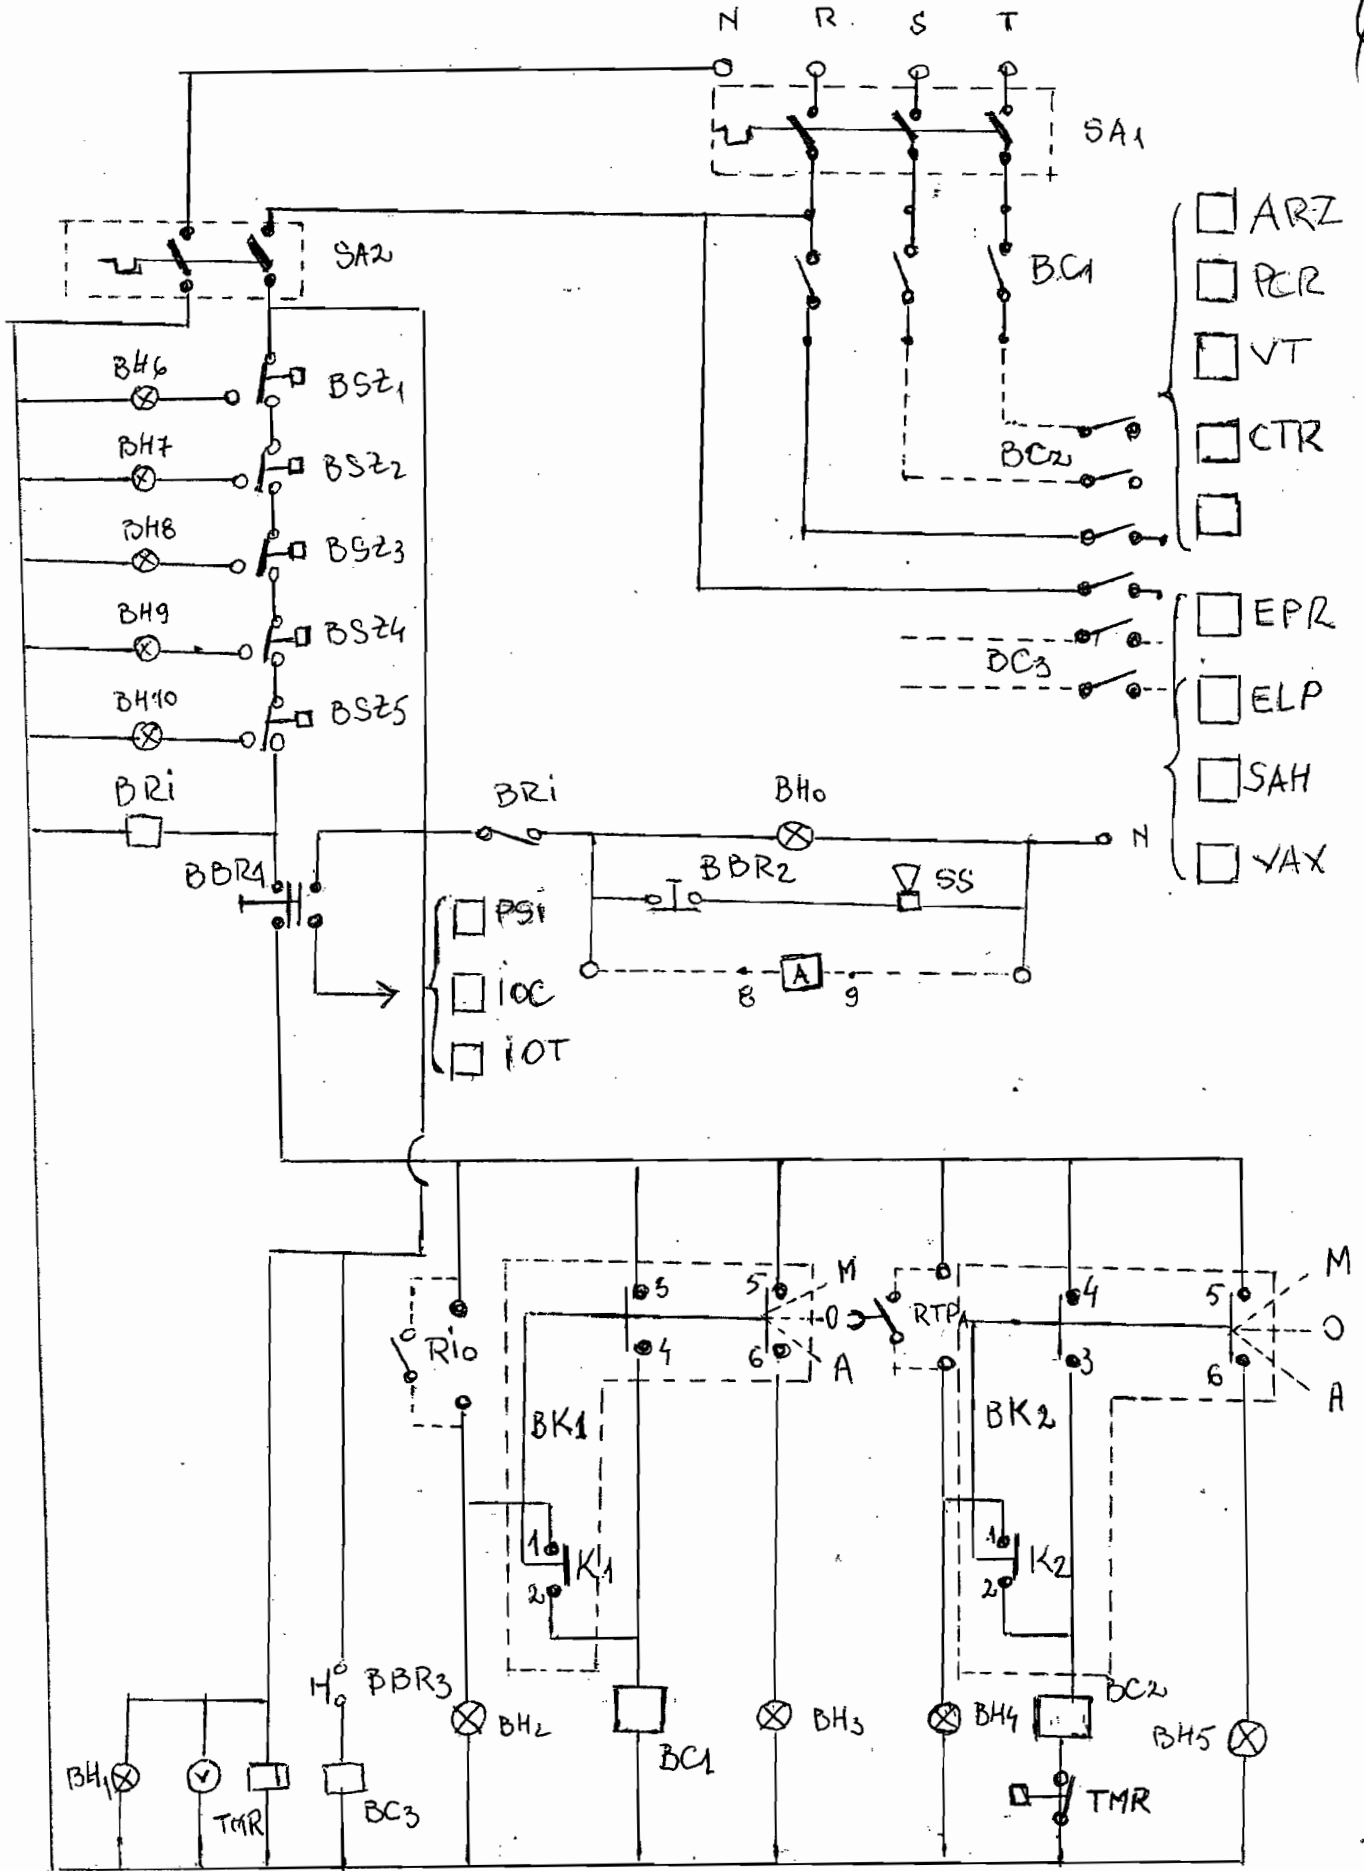 N R. S T
SA1
SA2
ARZ
PCR
VT
CTR
BC1
BH6
BSZ1
BH7
BSZ2
BC2
BH8
BSZ3
BH9
BSZ4
EPR
BC3
BH10
BSZ5
ELP
BRi
BRi
BH0
SAH
N
BBR1
BBR2
SS
VAX
PSi
A
8 9
iOC
iOT
M
3 5
O
RTPA
4 5
M
O
Rio
4 6
A
3 6
A
BK1
BK2
1
K1
2
1
K2
2
BBR3
H
BH2
BC1
BH3
BH4
BC2
BH5
BH1
V
TMR
BC3
TMR